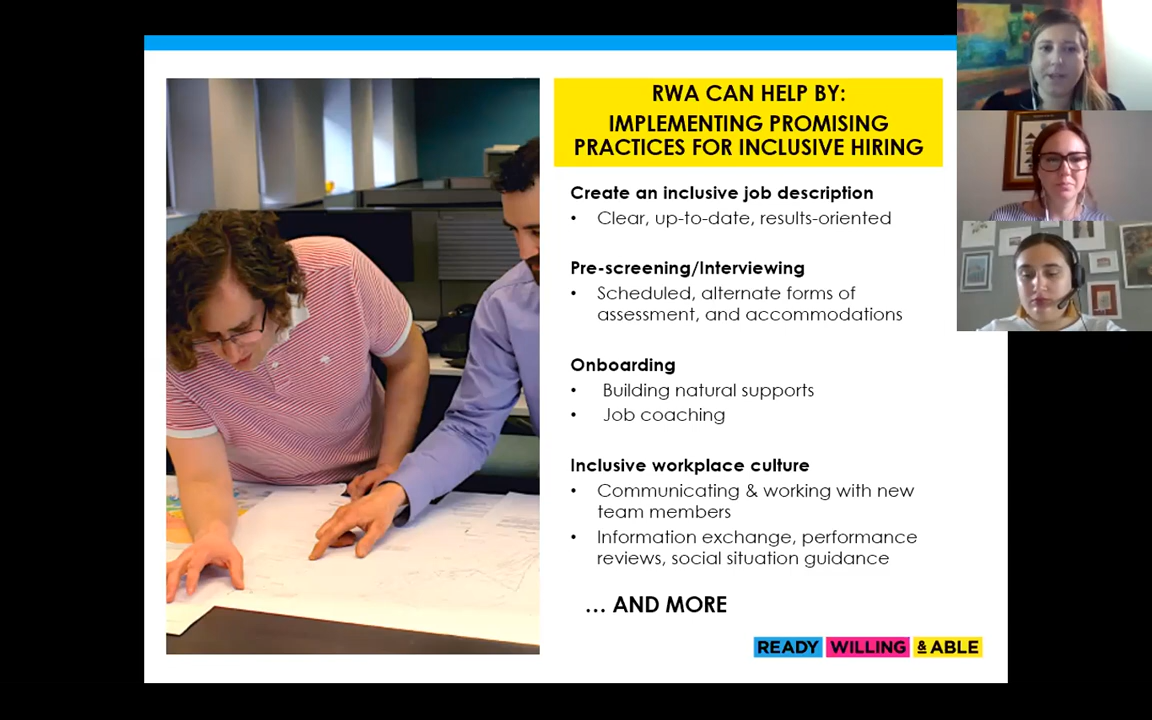 RWA CAN HELP BY:
IMPLEMENTING PROMISING
PRACTICES FOR INCLUSIVE HIRING
Create an inclusive job description
• Clear, up-to-date, results-oriented
Pre-screening/Interviewing
• Scheduled, alternate forms of
assessment, and accommodations
Onboarding
• Building natural supports
• Job coaching
Inclusive workplace culture
• Communicating & working with new
team members
• Information exchange, performance
reviews, social situation guidance
... AND MORE
READY WILLING & ABLE